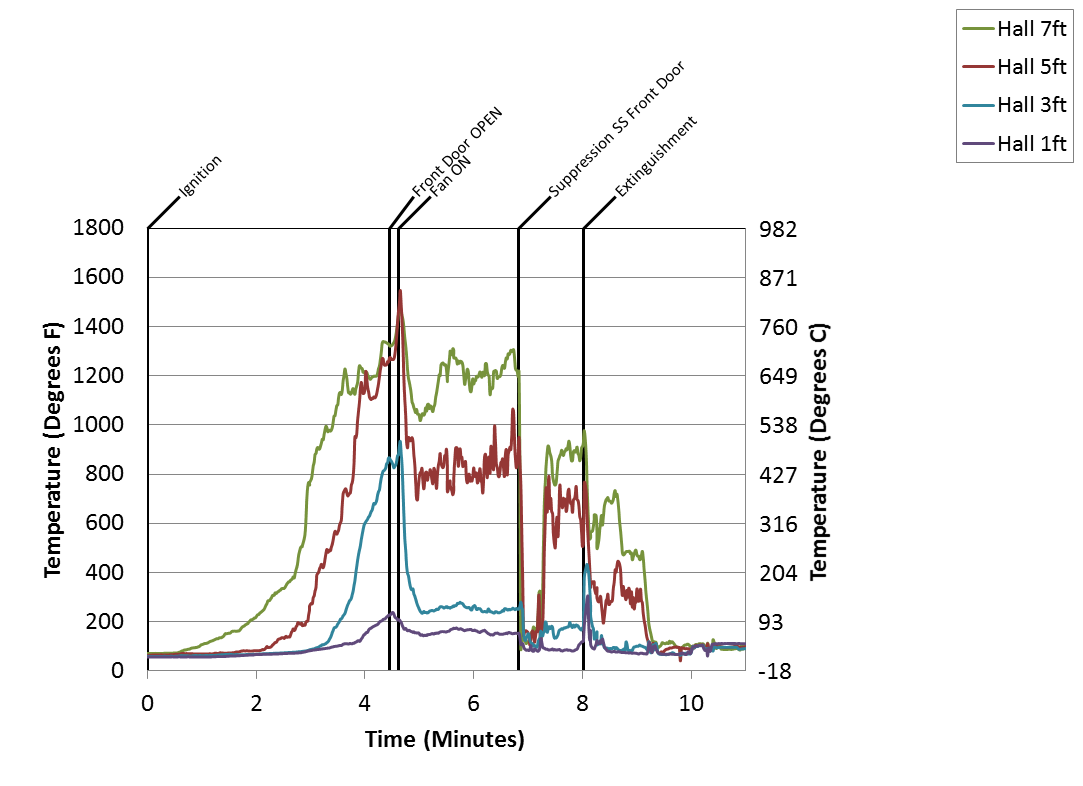 Hall 7ft
Hall 5ft
Hall 3ft
Hall 1ft
Ignition
Front Door OPEN
Fan ON
Suppression SS Front Door
Extinguishment
1800
1600
1400
1200
1000
800
600
400
200
0
Temperature (Degrees F)
982
871
760
649
538
427
316
204
93
-18
Temperature (Degrees C)
0 2 4 6 8 10
Time (Minutes)